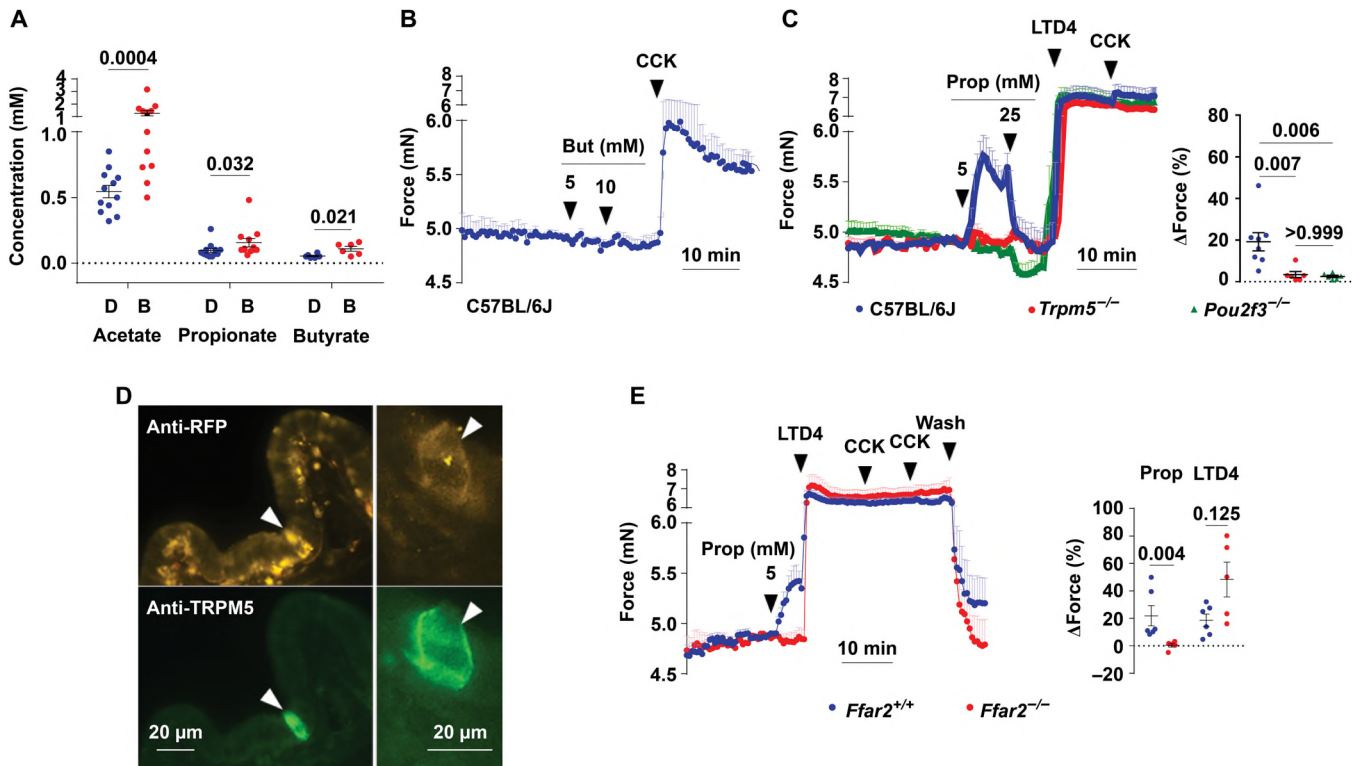 A
Concentration (mM)
4
3
2
1
1.0
0.5
0.0
0.0004
0.032
0.021
D B D B D B
Acetate Propionate Butyrate
B
Force (mN)
8
7
6
6.0
5.5
5.0
4.5
CCK
But (mM)
5 10
10 min
C57BL/6J
C
Force (mN)
8
7
6
6.0
5.5
5.0
4.5
LTD4
CCK
Prop (mM)
5
25
10 min
C57BL/6J Trpm5–/– Pou2f3–/–
ΔForce (%)
80
60
40
20
0
0.006
0.007
>0.999
D
Anti-RFP
Anti-TRPM5
20 µm 20 µm
E
Force (mN)
8
7
6
6.0
5.5
5.0
4.5
LTD4 CCK CCK Wash
Prop (mM)
5
10 min
Ffar2+/+ Ffar2–/–
Prop LTD4
ΔForce (%)
100
80
60
40
20
0
–20
0.004
0.125